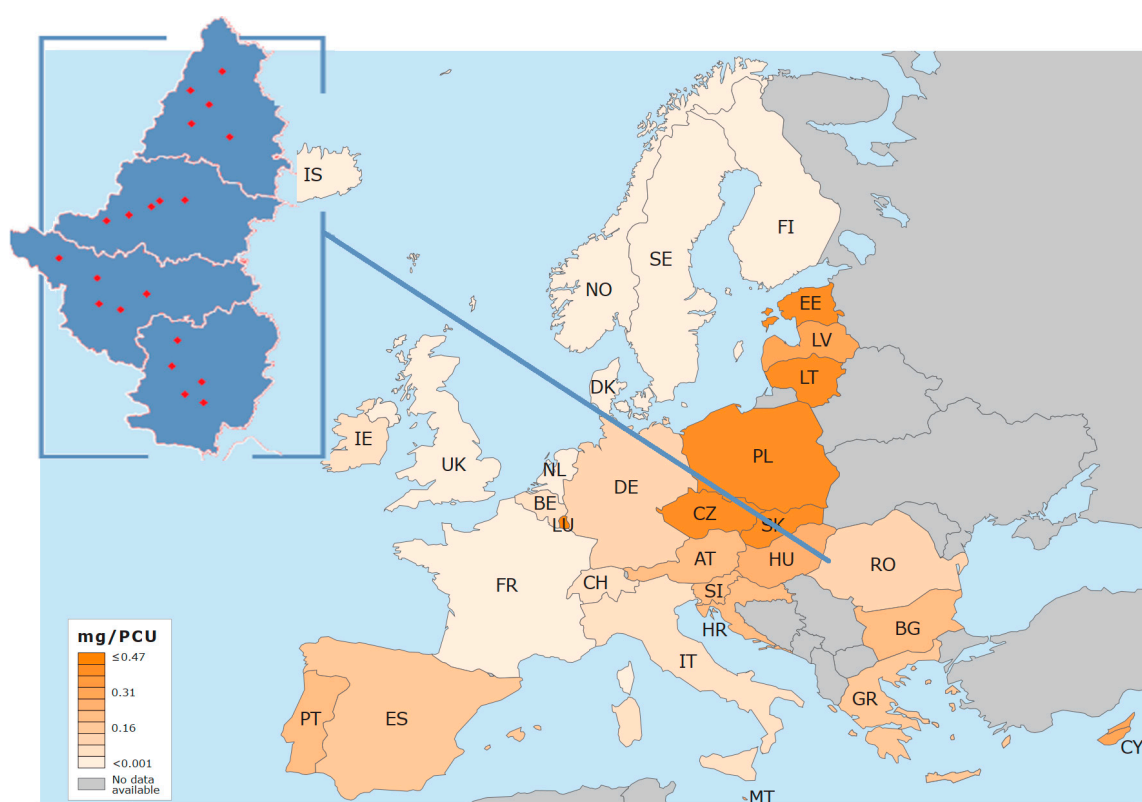 IS
FI
SE
NO
EE
LV
LT
DK
IE
UK
NL
PL
DE
BE
CZ
LU
SK
AT
HU
RO
FR
CH
SI
HR
BG
IT
PT
ES
GR
CY
MT
mg/PCU
≤0.47
0.31
0.16
<0.001
No data
available